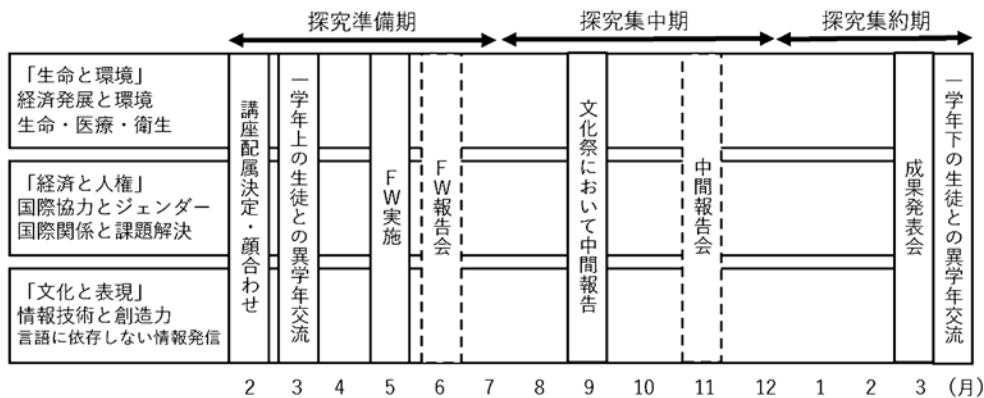 探究準備期
探究集中期
探究集約期
「生命と環境」
経済発展と環境
生命・医療・衛生
「経済と人権」
国際協力とジェンダー
国際関係と課題解決
「文化と表現」
情報技術と創造力
言語に依存しない情報発信
講座配属決定・顔合わせ
一学年上の生徒との異学年交流
FW実施
FW報告会
文化祭において中間報告
中間報告会
成果発表会
一学年下の生徒との異学年交流
2 3 4 5 6 7 8 9 10 11 12 1 2 3 (月)